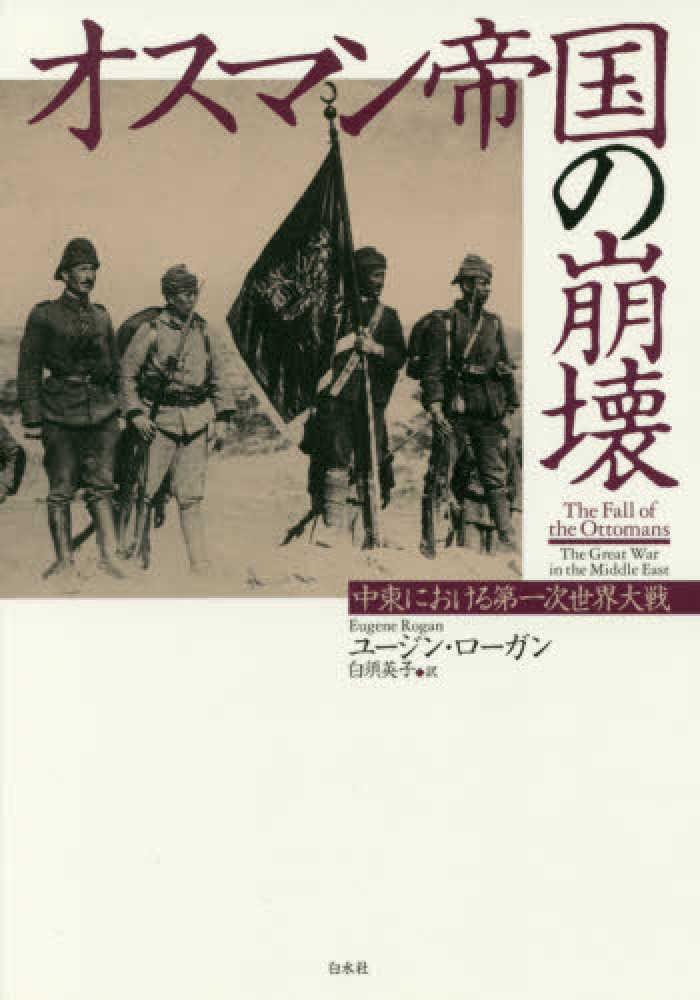 オスマン帝国の崩壊
The Fall of
the Ottomans
The Great War
in the Middle East
中東における第一次世界大戦
Eugene Rogan
ユージン・ローガン
白須英子◆訳
白水社